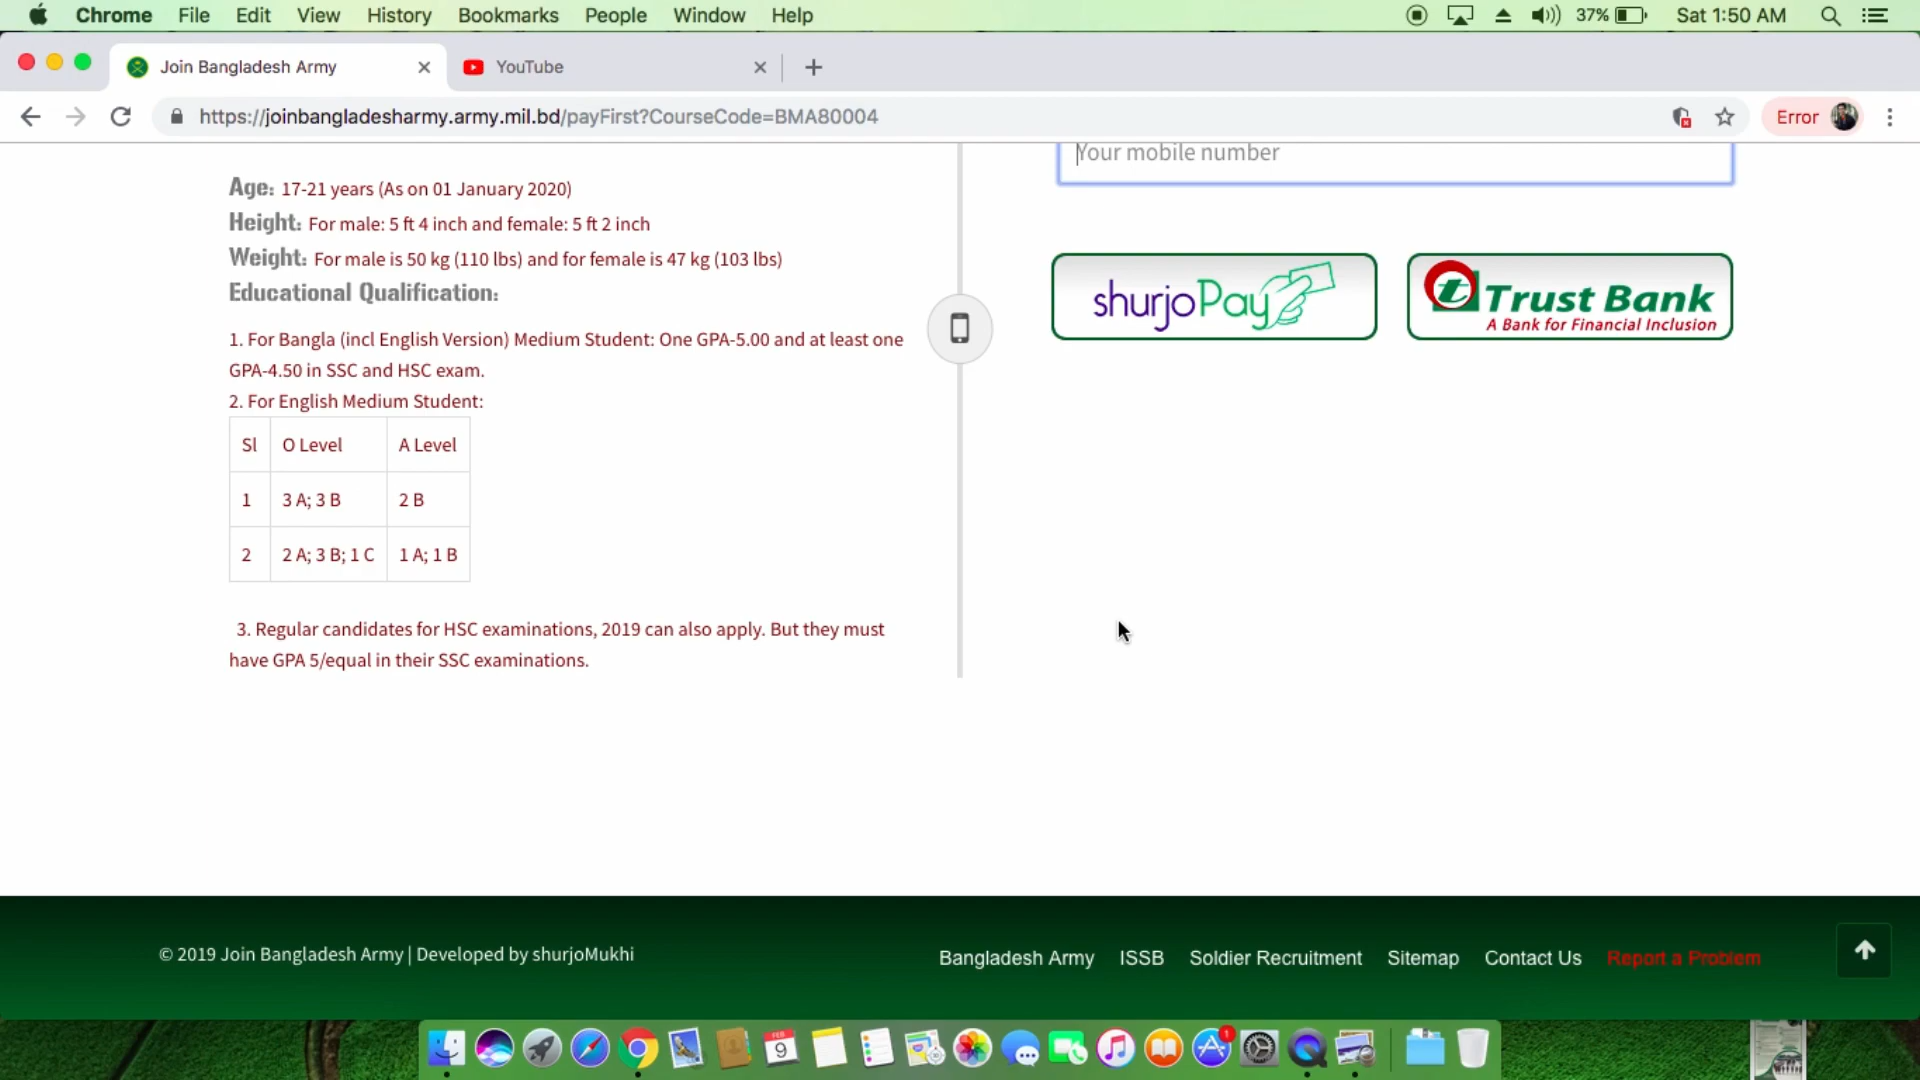 Chrome File Edit View History Bookmarks People Window Help 37% Sat 1:50 AM
Join Bangladesh Army YouTube
https://joinbangladesharmy.army.mil.bd/payFirst?CourseCode=BMA80004 Error
Your mobile number
Age: 17-21 years (As on 01 January 2020)
Height: For male: 5 ft 4 inch and female: 5 ft 2 inch
Weight: For male is 50 kg (110 lbs) and for female is 47 kg (103 lbs)
Educational Qualification:
1. For Bangla (incl English Version) Medium Student: One GPA-5.00 and at least one
GPA-4.50 in SSC and HSC exam.
2. For English Medium Student:
Sl O Level A Level
1 3 A; 3 B 2 B
2 2 A; 3 B; 1 C 1 A; 1 B
3. Regular candidates for HSC examinations, 2019 can also apply. But they must
have GPA 5/equal in their SSC examinations.
shurjoPay
t Trust Bank
A Bank for Financial Inclusion
© 2019 Join Bangladesh Army | Developed by shurjoMukhi
Bangladesh Army ISSB Soldier Recruitment Sitemap Contact Us Report a Problem
FEB
9
1